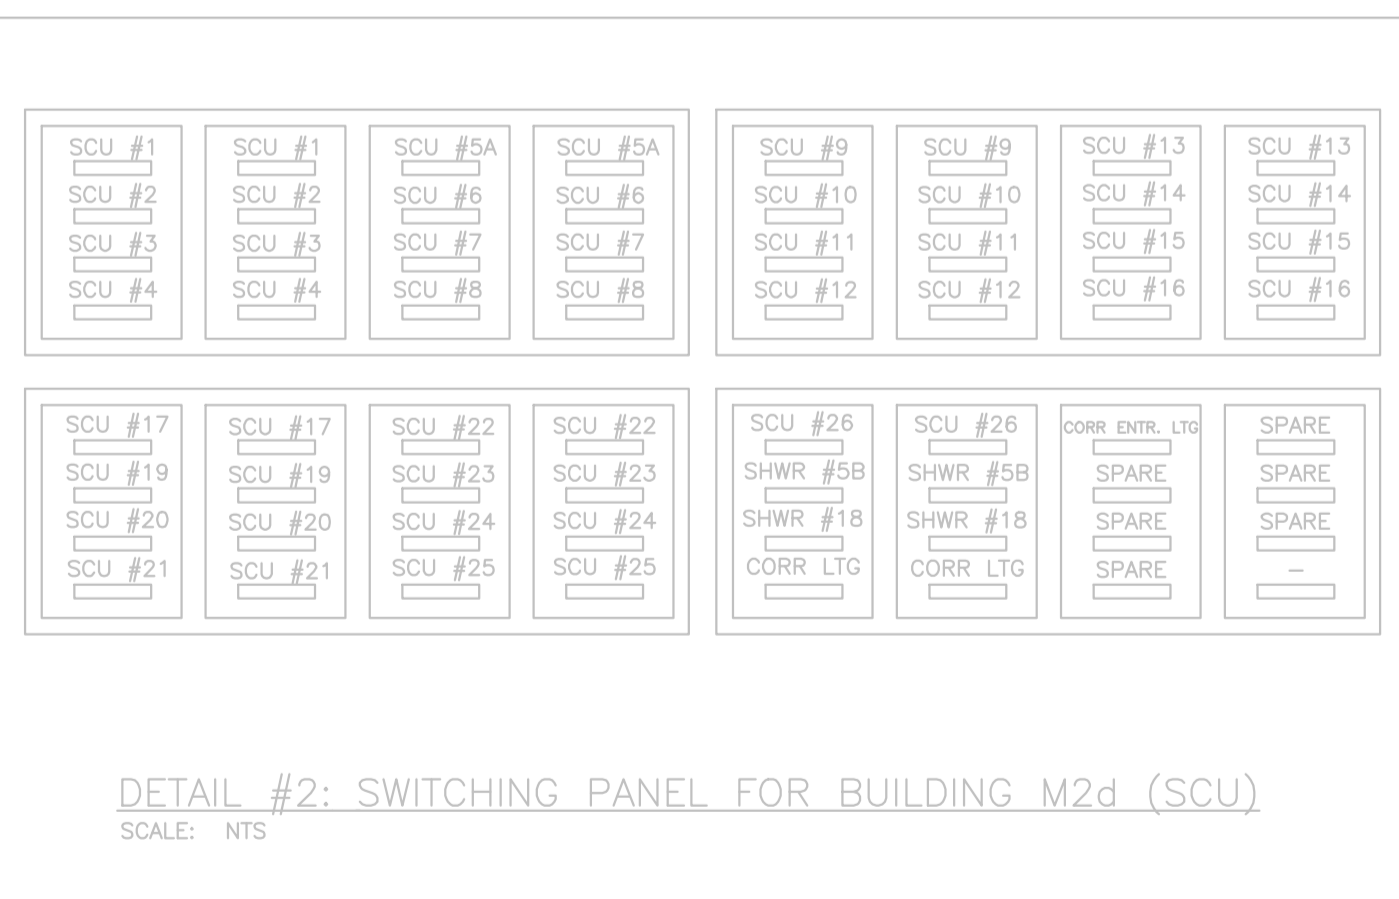 SCU #1 SCU #1 SCU #5A SCU #5A
SCU #2 SCU #2 SCU #6 SCU #6
SCU #3 SCU #3 SCU #7 SCU #7
SCU #4 SCU #4 SCU #8 SCU #8
SCU #9 SCU #9 SCU #13 SCU #13
SCU #10 SCU #10 SCU #14 SCU #14
SCU #11 SCU #11 SCU #15 SCU #15
SCU #12 SCU #12 SCU #16 SCU #16
SCU #17 SCU #17 SCU #22 SCU #22
SCU #19 SCU #19 SCU #23 SCU #23
SCU #20 SCU #20 SCU #24 SCU #24
SCU #21 SCU #21 SCU #25 SCU #25
SCU #26 SCU #26 CORR ENTR. LTG SPARE
SHWR #5B SHWR #5B SPARE SPARE
SHWR #18 SHWR #18 SPARE SPARE
CORR LTG CORR LTG SPARE –
DETAIL #2: SWITCHING PANEL FOR BUILDING M2d (SCU)
SCALE: NTS